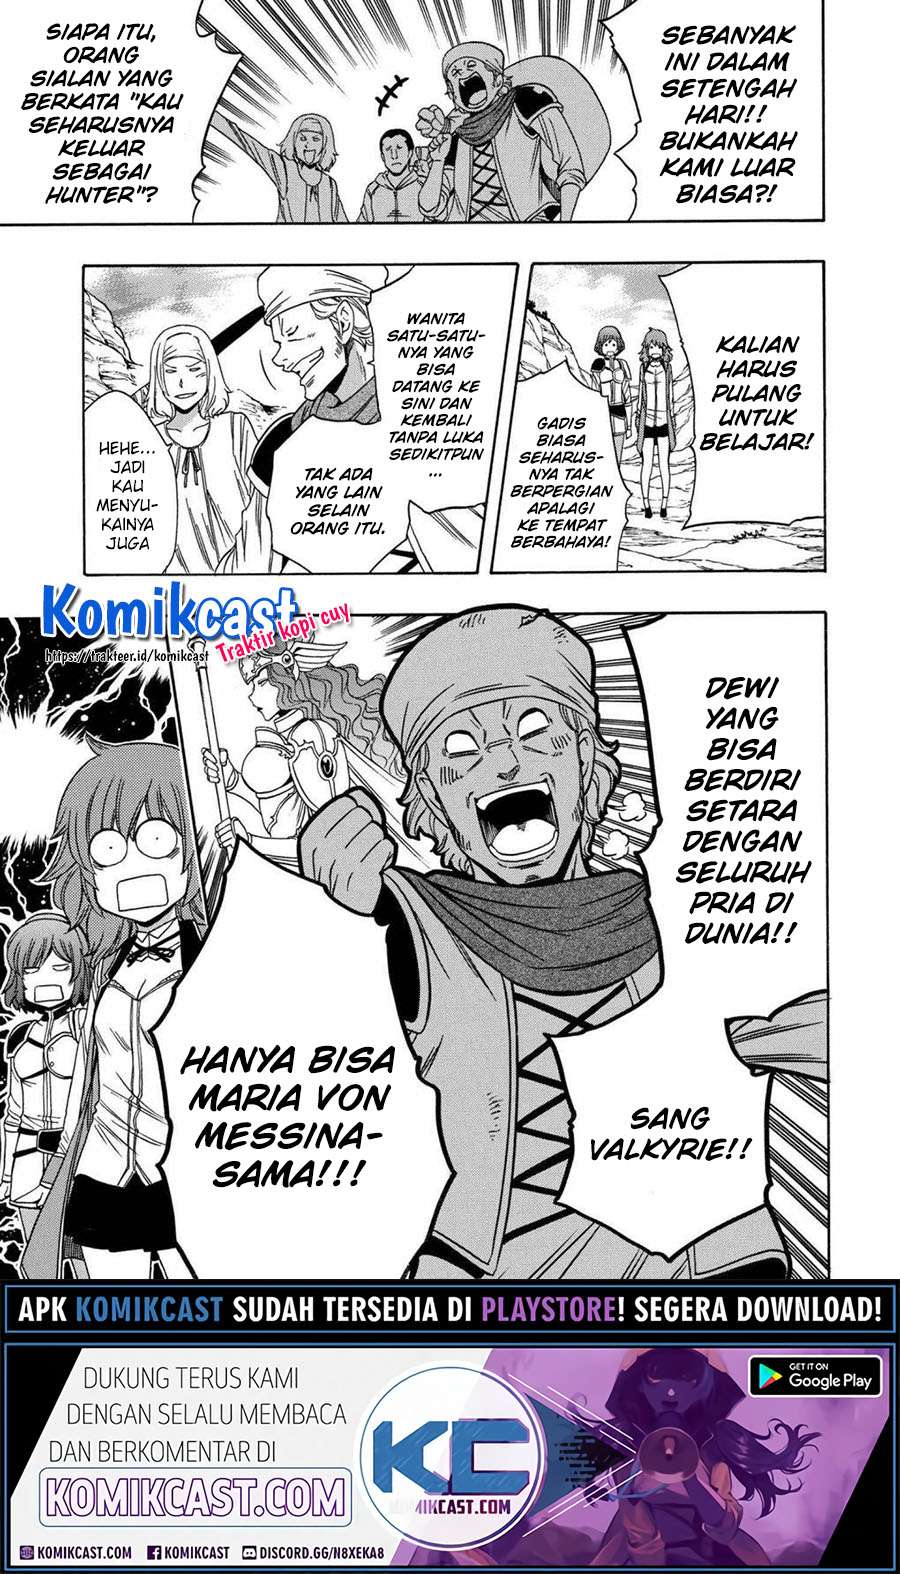 SEBANYAK
INI DALAM
SETENGAH
HARI!!
BUKANKAH
KAMI LUAR
BIASA?!
SIAPA ITU,
ORANG
SIALAN YANG
BERKATA "KAU
SEHARUSNYA
KELUAR
SEBAGAI
HUNTER"?
KALIAN
HARUS
PULANG
UNTUK
BELAJAR!
GADIS
BIASA
SEHARUS-
NYA TAK
BERPERGIAN
APALAGI
KE TEMPAT
BERBAHAYA!
WANITA
SATU-SATU-
NYA YANG
BISA
DATANG KE
SINI DAN
KEMBALI
TANPA LUKA
SEDIKITPUN
...
TAK ADA
YANG LAIN
SELAIN
ORANG ITU.
HEHE...
JADI
KAU
MENYU-
KAINYA
JUGA
Komikcast
Traktir kopi cuy
https://trakteer.id/komikcast
DEWI
YANG
BISA
BERDIRI
SETARA
DENGAN
SELURUH
PRIA DI
DUNIA!!
SANG
VALKYRIE!!
HANYA BISA
MARIA VON
MESSINA-
SAMA!!!
APK KOMIKCAST SUDAH TERSEDIA DI PLAYSTORE! SEGERA DOWNLOAD!
DUKUNG TERUS KAMI
DENGAN SELALU MEMBACA
DAN BERKOMENTAR DI
KOMIKCAST.COM
KOMIKCAST.COM KOMIKCAST DISCORD.GG/N8XEKA8
KC
KOMIKCAST.COM
GET IT ON
Google Play